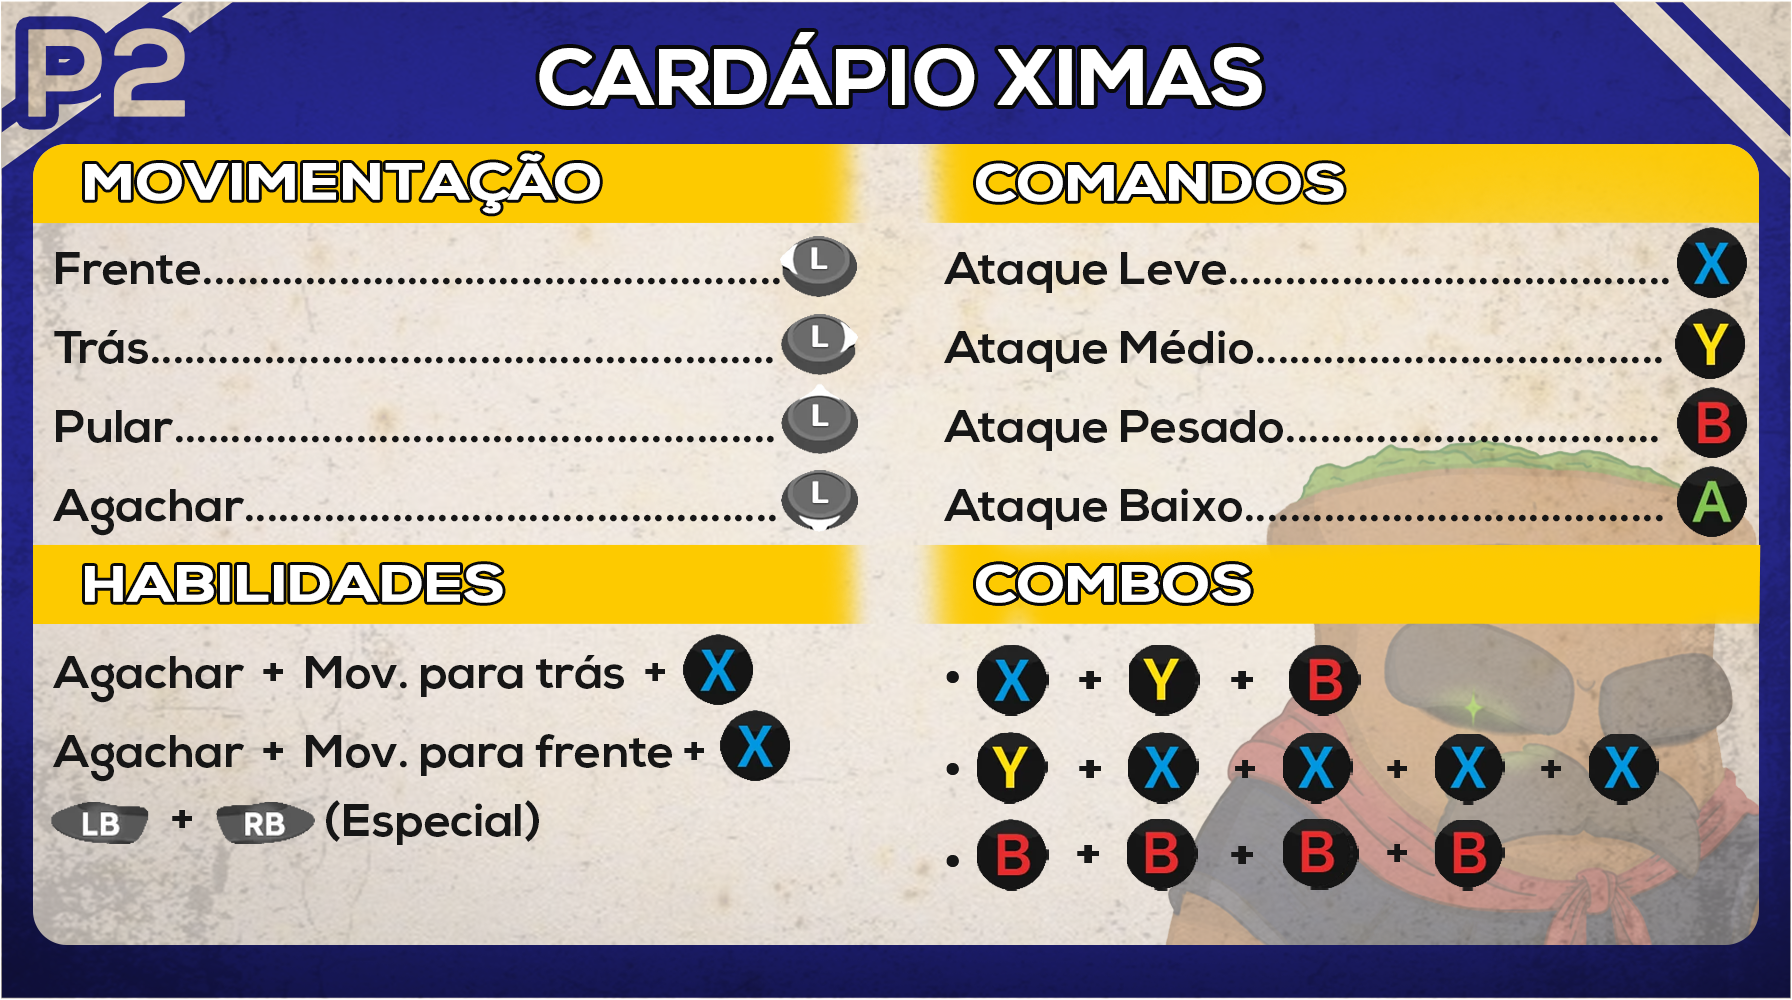 P2
CARDÁPIO XIMAS
MOVIMENTAÇÃO
Frente.................................................. L
Trás...................................................... L
Pular.................................................... L
Agachar.............................................. L
COMANDOS
Ataque Leve...................................... X
Ataque Médio................................... Y
Ataque Pesado................................ B
Ataque Baixo.................................... A
HABILIDADES
Agachar + Mov. para trás + X
Agachar + Mov. para frente + X
LB + RB (Especial)
COMBOS
• X + Y + B
• Y + X + X + X + X
• B + B + B + B